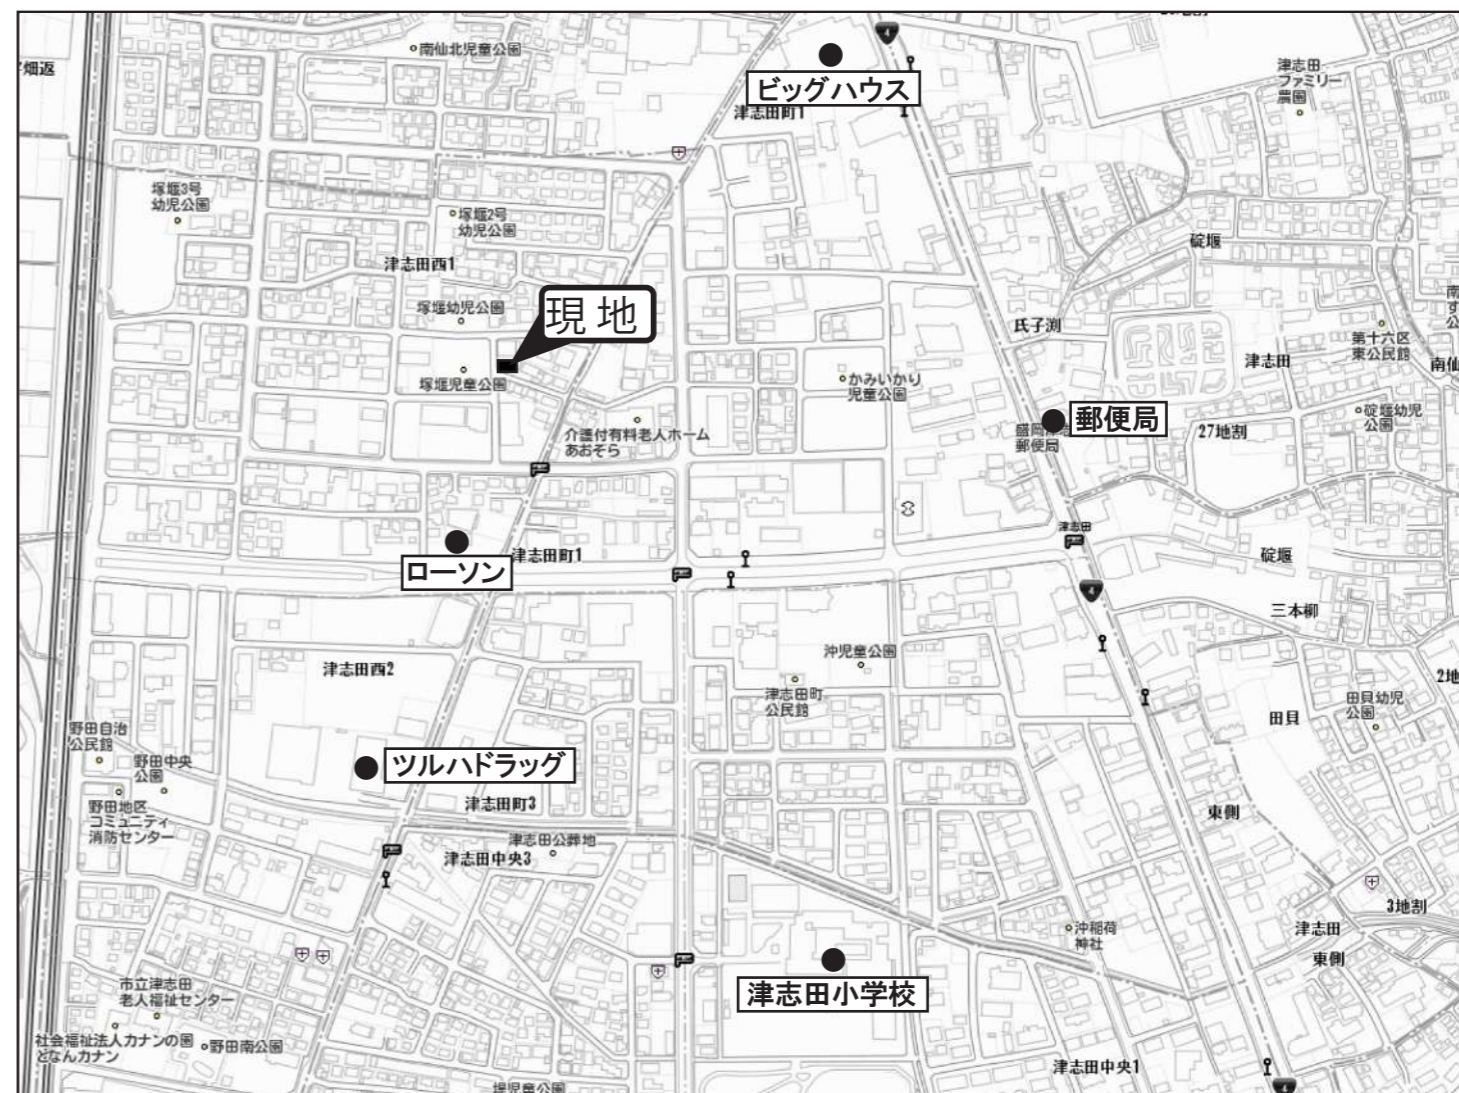 南仙北児童公園
4
津志田
ファミリー
農園
ビッグハウス
津志田町1
塚堰3号
幼児公園
塚堰2号
幼児公園
碇堰
津志田西1
塚堰幼児公園
現地
氏子渕
第十六区
東公民館
津志田
塚堰児童公園
かみいかり
児童公園
介護付有料老人ホーム
あおぞら
郵便局
27地割
碇堰幼児
公園
津志田
ローソン
津志田町1
碇堰
4
三本柳
津志田西2
沖児童公園
津志田町
公民館
田貝
田貝幼児
公園
野田自治
公民館
野田中央
公園
ツルハドラッグ
津志田町3
野田地区
コミュニティ
消防センター
津志田公葬地
津志田中央3
東側
3地割
沖稲荷
神社
津志田
東側
市立津志田
老人福祉センター
津志田小学校
社会福祉法人カナンの園
となんカナン
野田南公園
津志田中央1
堤児童公園
4